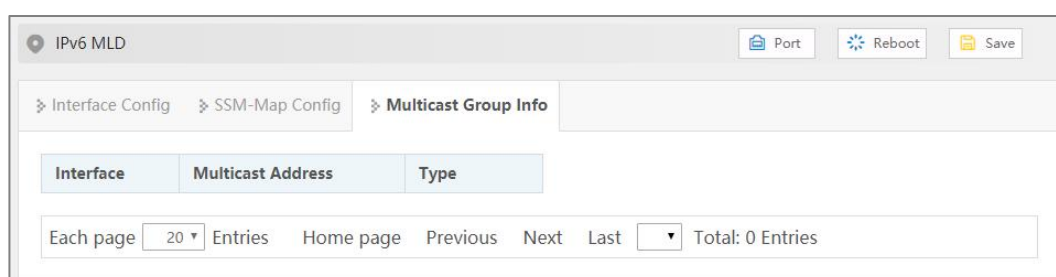 IPv6 MLD Port Reboot Save
Interface Config SSM-Map Config Multicast Group Info
Interface Multicast Address Type
Each page 20 Entries Home page Previous Next Last Total: 0 Entries